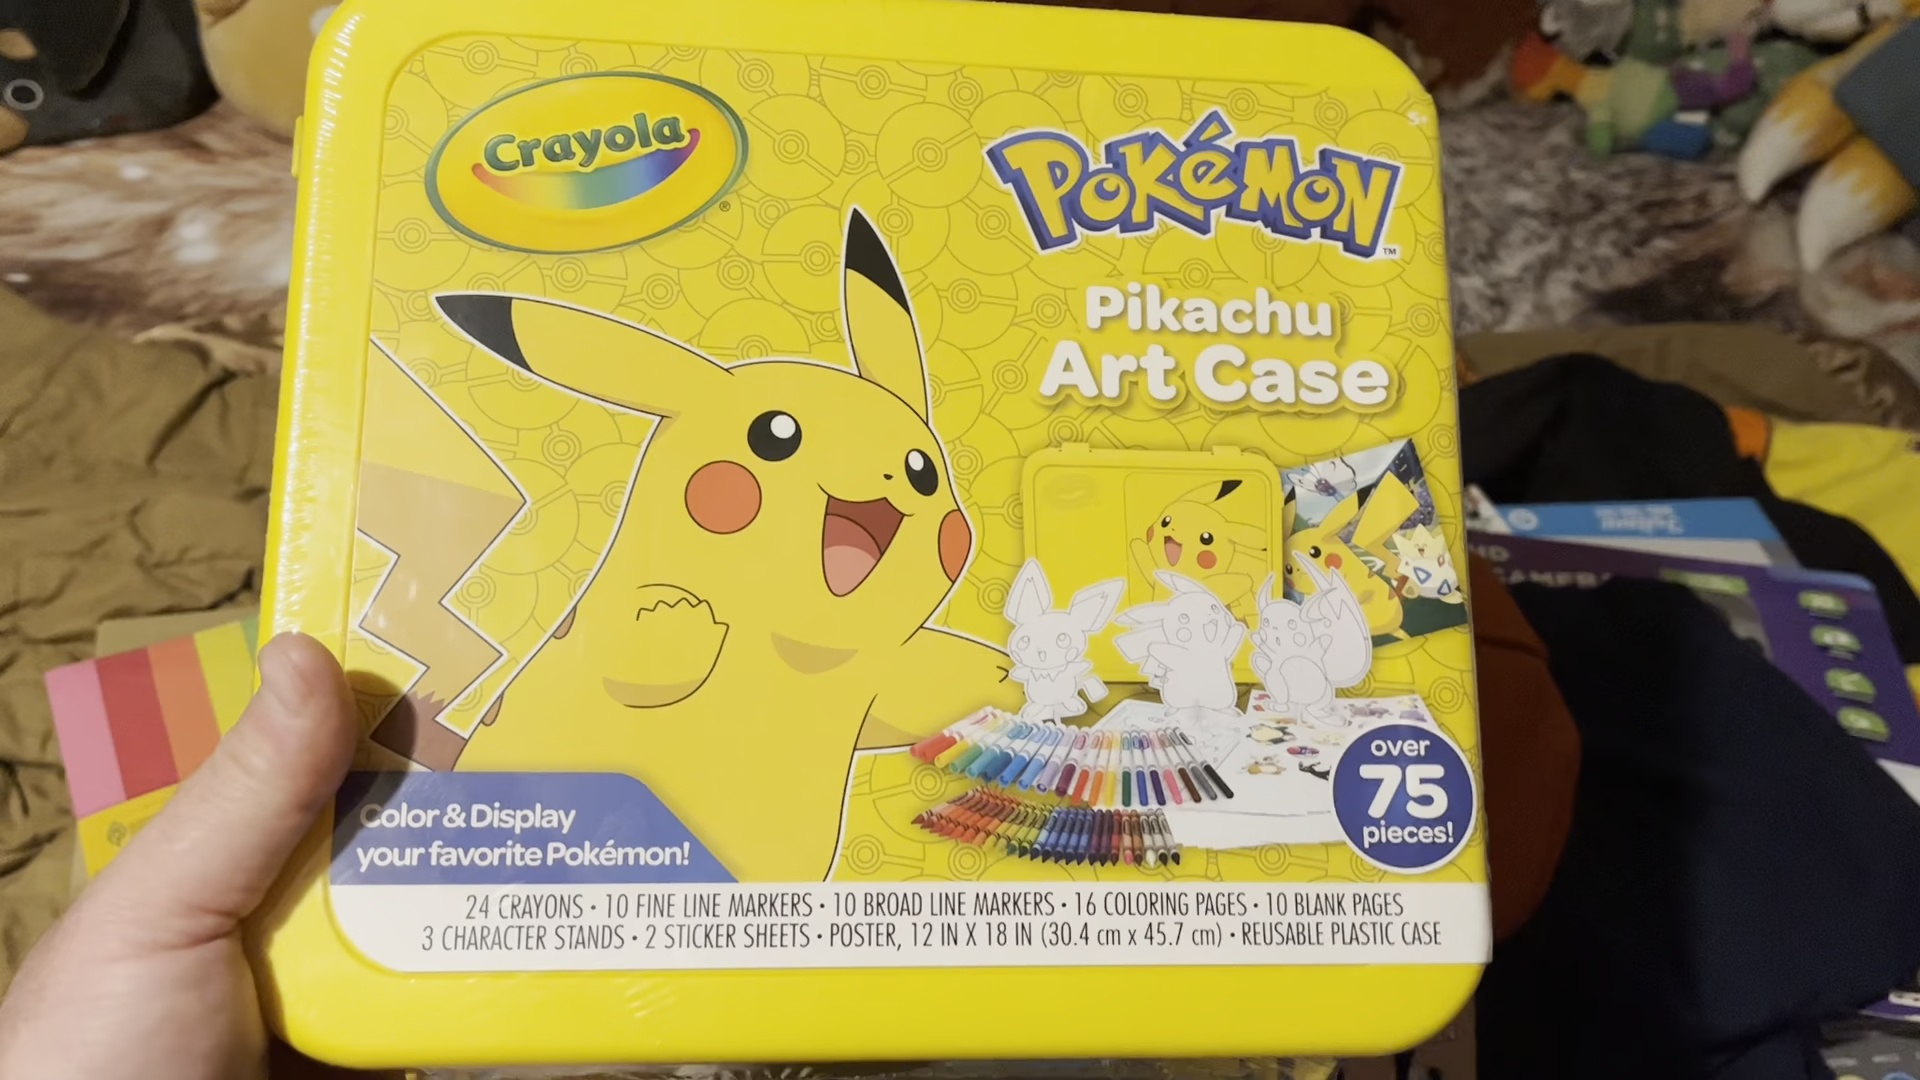 Crayola
®
POKéMON
™
5+
Pikachu
Art Case
over
75
pieces!
Color & Display
your favorite Pokémon!
24 CRAYONS • 10 FINE LINE MARKERS • 10 BROAD LINE MARKERS • 16 COLORING PAGES • 10 BLANK PAGES
3 CHARACTER STANDS • 2 STICKER SHEETS • POSTER, 12 IN X 18 IN (30.4 cm x 45.7 cm) • REUSABLE PLASTIC CASE